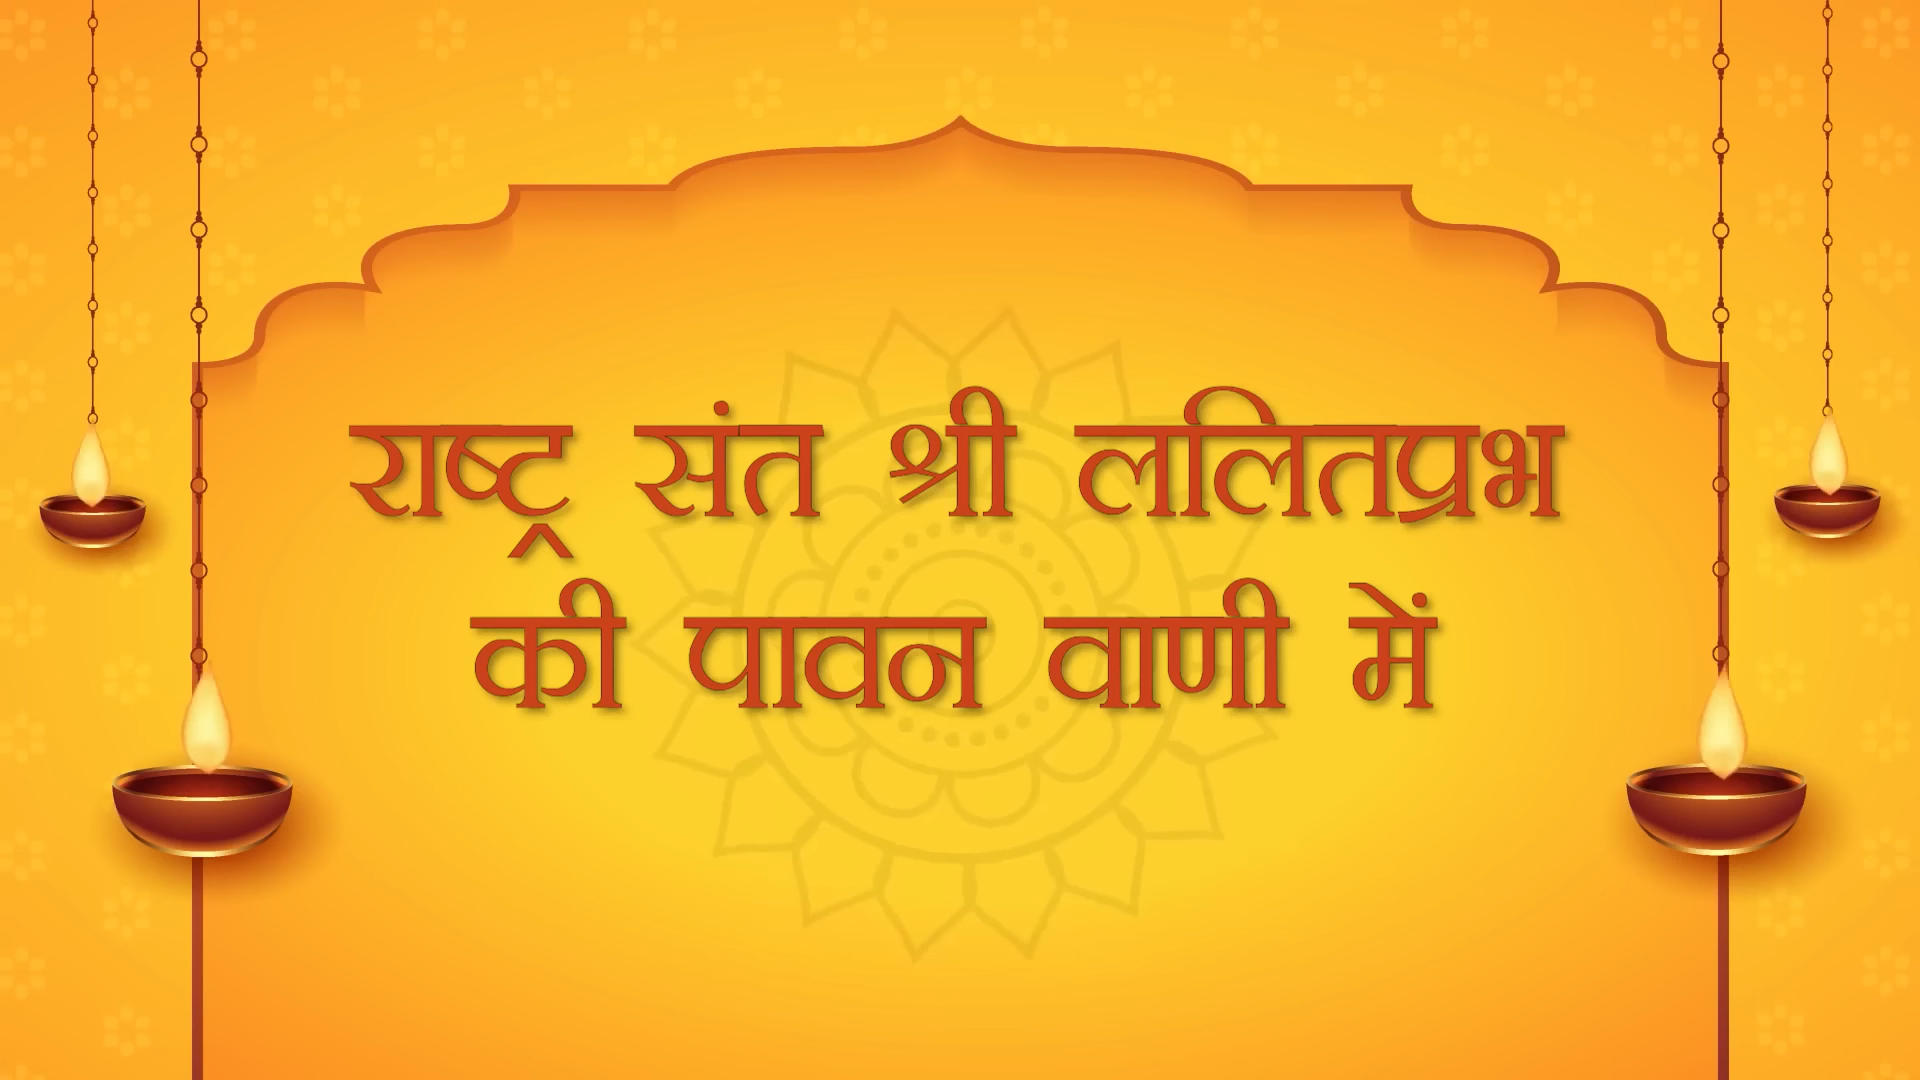 राष्ट्र संत श्री ललितप्रभ
की पावन वाणी में